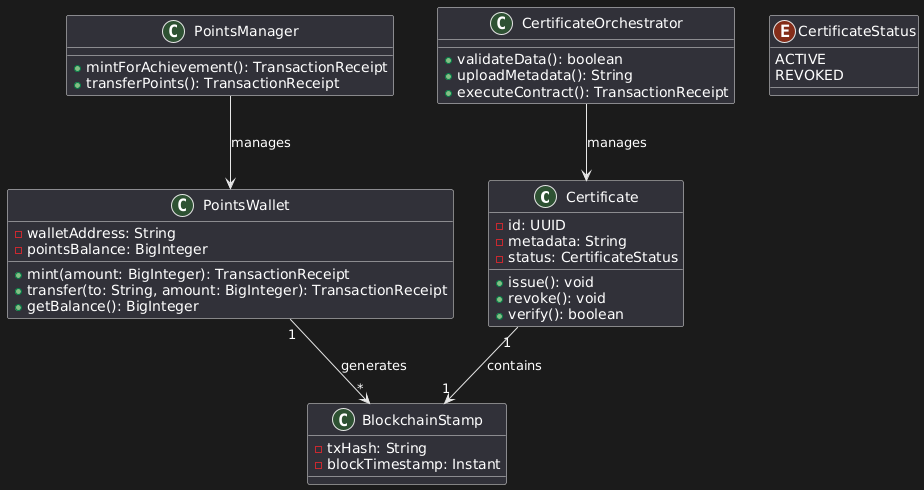 C PointsManager
mintForAchievement(): TransactionReceipt
transferPoints(): TransactionReceipt
C CertificateOrchestrator
validateData(): boolean
uploadMetadata(): String
executeContract(): TransactionReceipt
E CertificateStatus
ACTIVE
REVOKED
manages
manages
C PointsWallet
walletAddress: String
pointsBalance: BigInteger
mint(amount: BigInteger): TransactionReceipt
transfer(to: String, amount: BigInteger): TransactionReceipt
getBalance(): BigInteger
C Certificate
id: UUID
metadata: String
status: CertificateStatus
issue(): void
revoke(): void
verify(): boolean
1
generates
*
1
contains
1
C BlockchainStamp
txHash: String
blockTimestamp: Instant